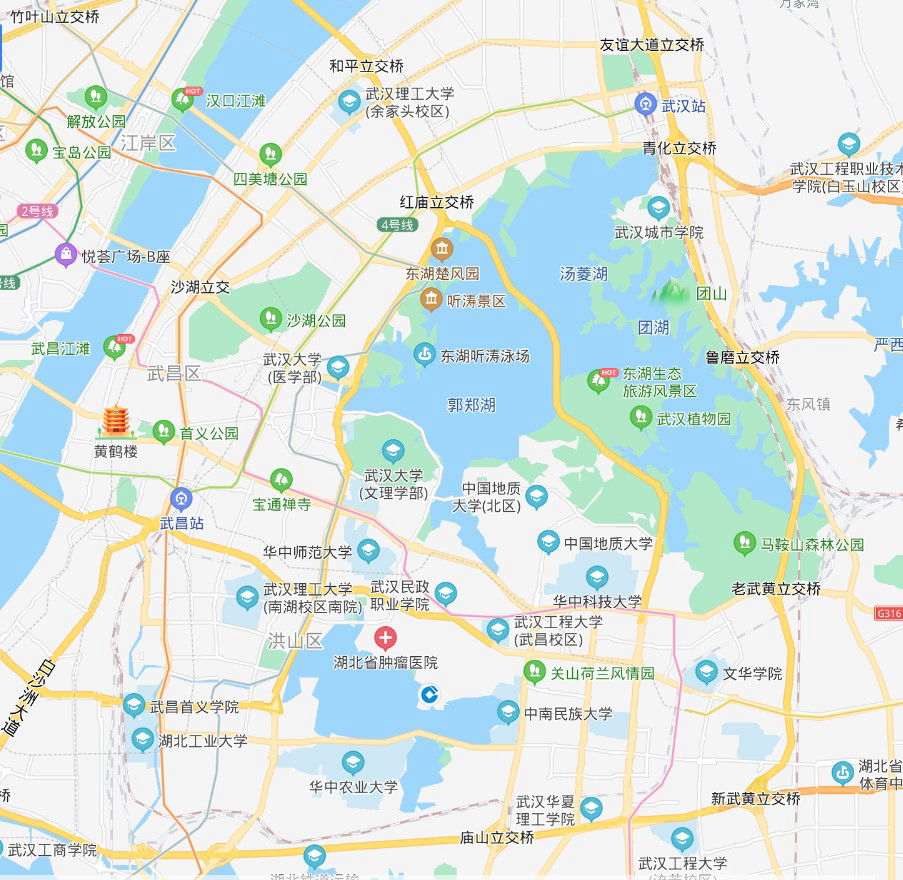 竹叶山立交桥
万家湾
友谊大道立交桥
和平立交桥
馆
武汉理工大学
(余家头校区)
HOT
汉口江滩
武汉站
解放公园
江岸区
宝岛公园
青化立交桥
四美塘公园
武汉工程职业技术
学院(白玉山校区)
2号线
红庙立交桥
4号线
园
武汉城市学院
悦荟广场-B座
东湖楚风园
汤菱湖
号线
沙湖立交
听涛景区
团山
沙湖公园
团湖
HOT
武昌江滩
武汉大学
(医学部)
东湖听涛泳场
鲁磨立交桥
严西
武昌区
HOT
东湖生态
旅游风景区
郭郑湖
东风镇
武汉植物园
首义公园
黄鹤楼
武汉大学
(文理学部)
中国地质
大学(北区)
宝通禅寺
武昌站
华中师范大学
中国地质大学
马鞍山森林公园
武汉理工大学
(南湖校区南院)
武汉民政
职业学院
华中科技大学
老武黄立交桥
G316
洪山区
武汉工程大学
(武昌校区)
湖北省肿瘤医院
关山荷兰风情园
文华学院
白沙洲大道
武昌首义学院
中南民族大学
湖北工业大学
华中农业大学
湖北省
体育中
桥
武汉华夏
理工学院
新武黄立交桥
庙山立交桥
武汉工商学院
武汉工程大学